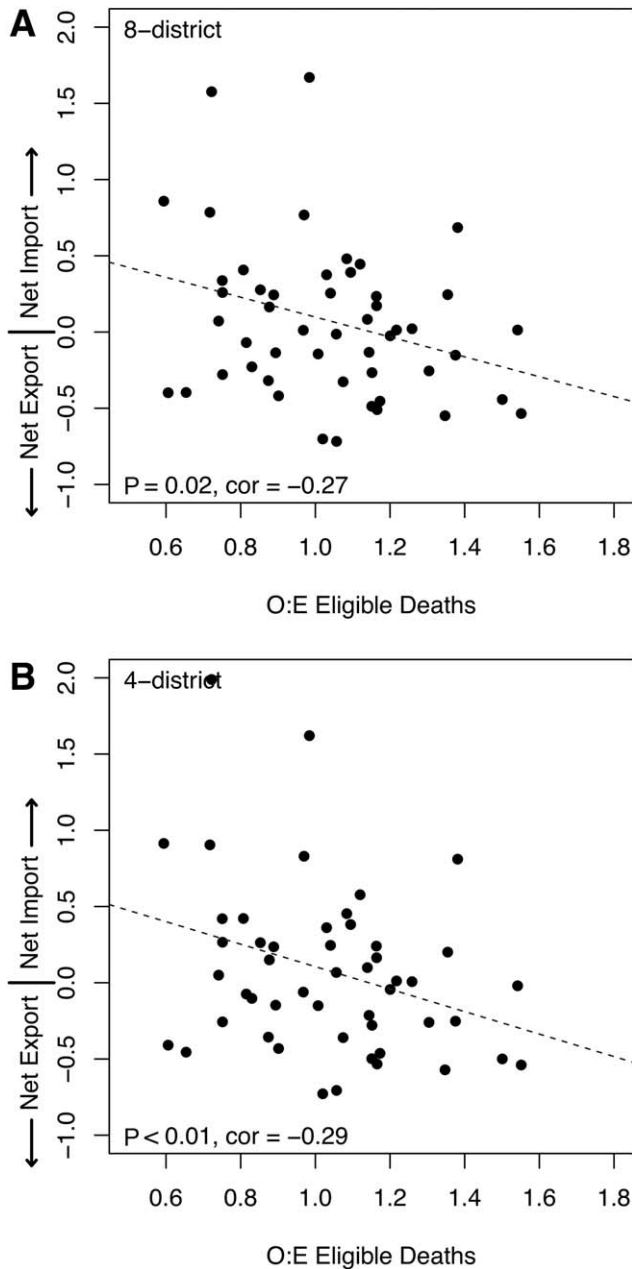 A
8−district
2.0
1.5
1.0
0.5
0.0
−0.5
−1.0
Net Export
Net Import
P = 0.02, cor = −0.27
0.6 0.8 1.0 1.2 1.4 1.6 1.8
O:E Eligible Deaths
B
4−district
2.0
1.5
1.0
0.5
0.0
−0.5
−1.0
Net Export
Net Import
P < 0.01, cor = −0.29
0.6 0.8 1.0 1.2 1.4 1.6 1.8
O:E Eligible Deaths